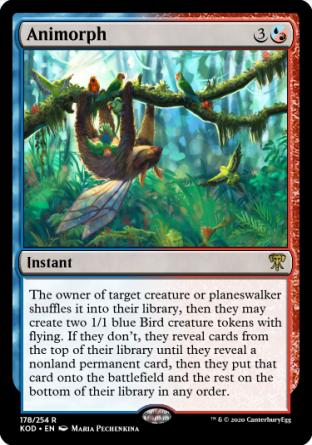 Animorph 3
Instant
The owner of target creature or planeswalker
shuffles it into their library, then they may
create two 1/1 blue Bird creature tokens with
flying. If they don't, they reveal cards from
the top of their library until they reveal a
nonland permanent card, then they put that
card onto the battlefield and the rest on the
bottom of their library in any order.
178/254 R
KOD • EN MARIA PECHENKINA
™ & © 2020 CanterburyEgg